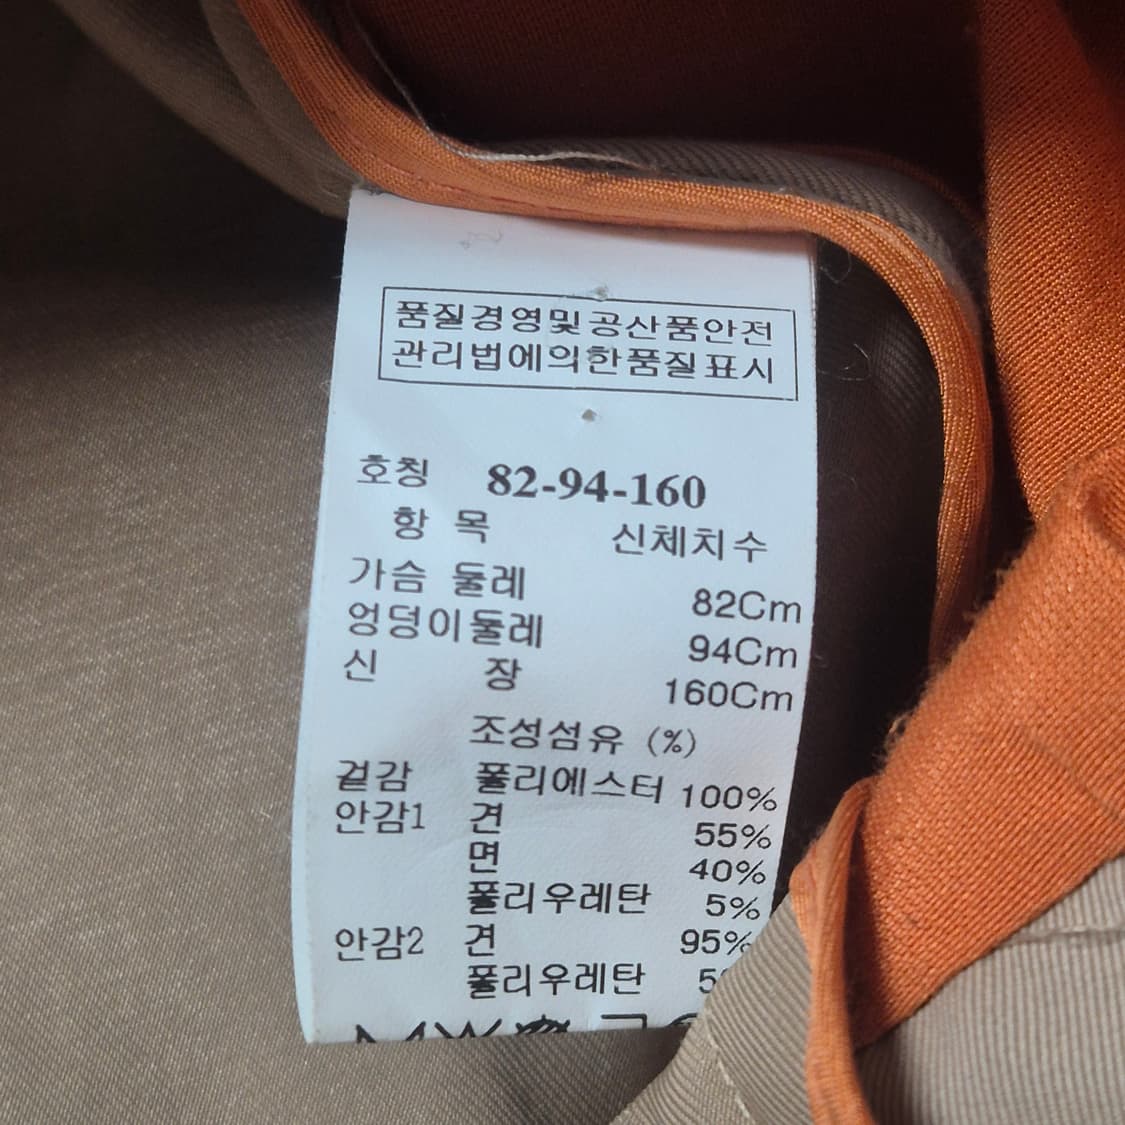 품질경영및공산품안전
관리법에의한품질표시
호칭 82-94-160
항 목 신체치수
가슴 둘레 82Cm
엉덩이둘레 94Cm
신 장 160Cm
조성섬유 (%)
겉감 폴리에스터 100%
안감1 견 55%
면 40%
폴리우레탄 5%
안감2 견 95%
폴리우레탄 5